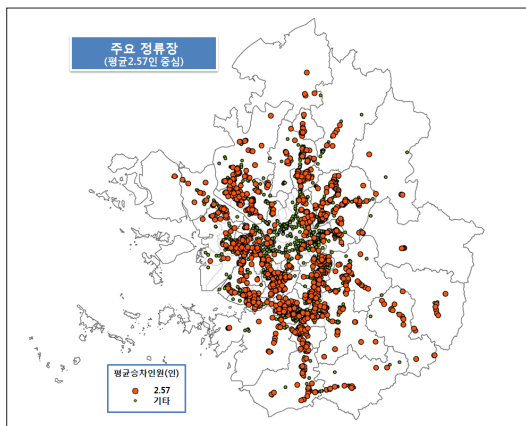 주요 정류장
(평균2.57인 중심)
평균승차인원(인)
2.57
기타